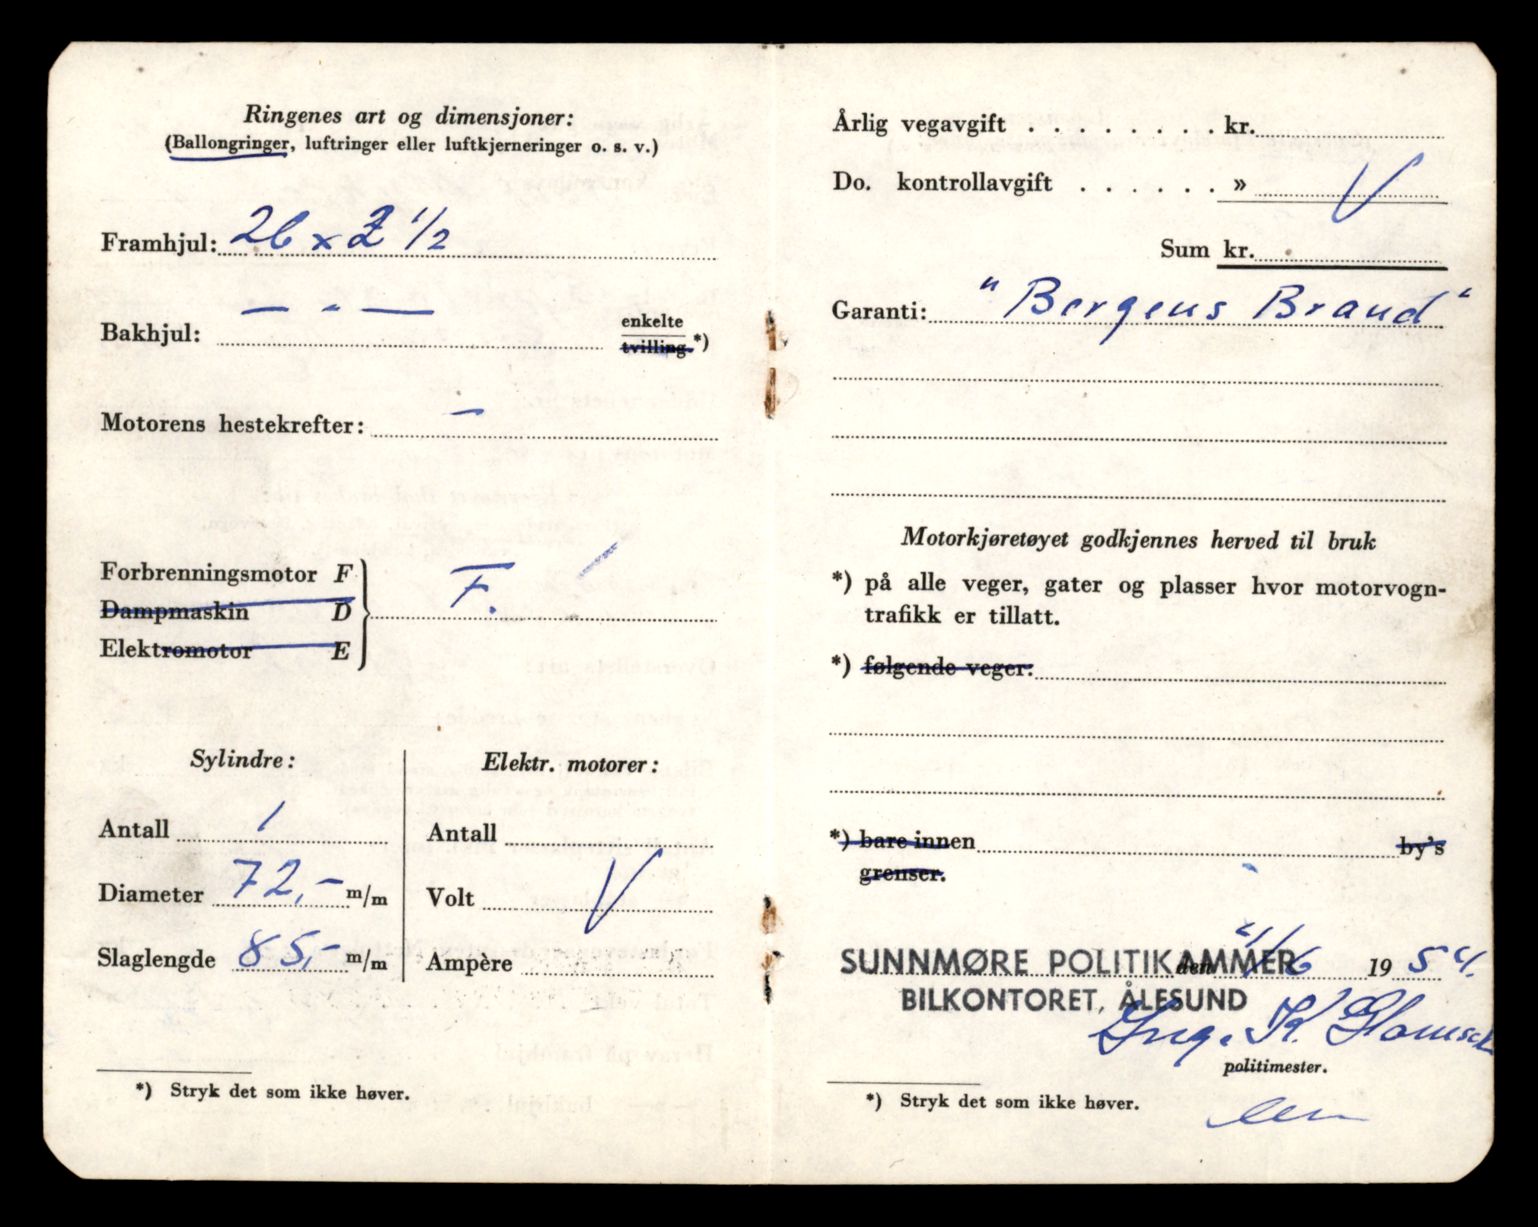 Ringenes art og dimensjoner:
(Ballongringer, luftringer eller luftkjerneringer o. s. v.)
Framhjul: 26 x 2 1/2
Bakhjul: — " — enkelte
tvilling. *)
Motorens hestekrefter: –
Forbrenningsmotor F
Dampmaskin D F.
Elektromotor E
Sylindre:
Antall 1
Diameter 72,- m/m
Slaglengde 85,- m/m
Elektr. motorer:
Antall
Volt
Ampère
*) Stryk det som ikke høver.
Årlig vegavgift . . . . . . . . kr.
Do. kontrollavgift . . . . . . »
Sum kr.
Garanti: "Bergens Brand"
Motorkjøretøyet godkjennes herved til bruk
*) på alle veger, gater og plasser hvor motorvogn-
trafikk er tillatt.
*) følgende veger:
*) bare innen by's
grenser.
SUNNMØRE POLITIKAMMER den 11/6 1954.
BILKONTORET, ÅLESUND
Ing. K.
politimester.
*) Stryk det som ikke høver.